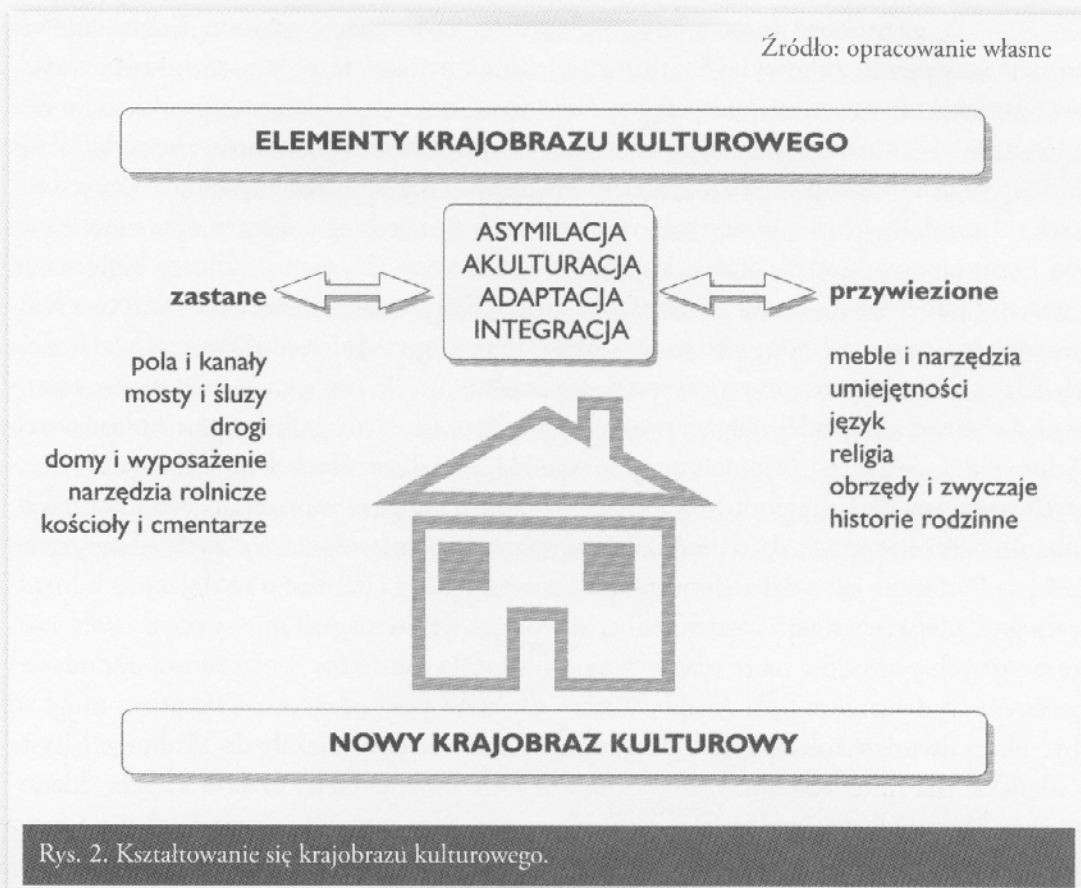 Źródło: opracowanie własne
ELEMENTY KRAJOBRAZU KULTUROWEGO
ASYMILACJA
AKULTURACJA
ADAPTACJA
INTEGRACJA
zastane
pola i kanały
mosty i śluzy
drogi
domy i wyposażenie
narzędzia rolnicze
kościoły i cmentarze
przywiezione
meble i narzędzia
umiejętności
język
religia
obrzędy i zwyczaje
historie rodzinne
NOWY KRAJOBRAZ KULTUROWY
Rys. 2. Kształtowanie się krajobrazu kulturowego.